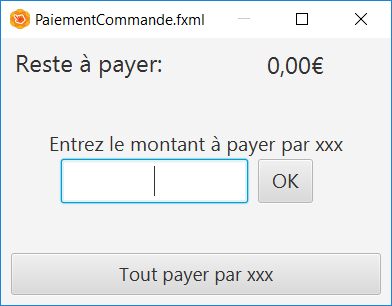 PaiementCommande.fxml
Reste à payer: 0,00€
Entrez le montant à payer par xxx
OK
Tout payer par xxx